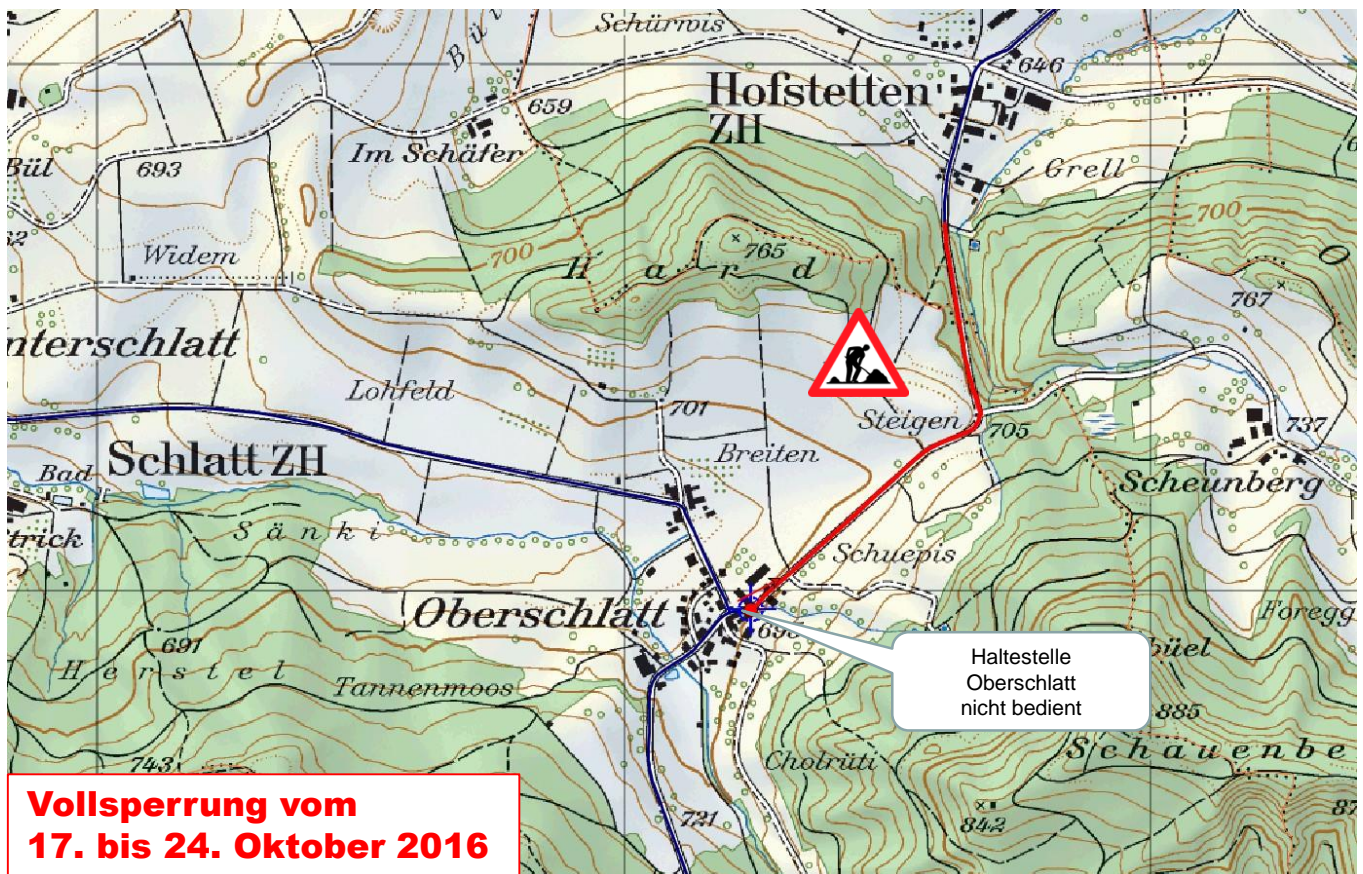 Schürwis
646
Hofstetten
ZH
659
Im Schäfer
Bül
693
Grell
Widem
700
765
H a r d
700
767
nterschlatt
Lohfeld
701
Steigen
705
737
Breiten
Bad
Schlatt ZH
Scheunberg
trick
S ä n k i
Schuepis
Oberschlatt
Foregg
691
Haltestelle
Oberschlatt
nicht bedient
büel
H e r s t e l
Tannenmoos
885
S c h a u e n b e
743
Cholrüti
721
842
87
Vollsperrung vom
17. bis 24. Oktober 2016